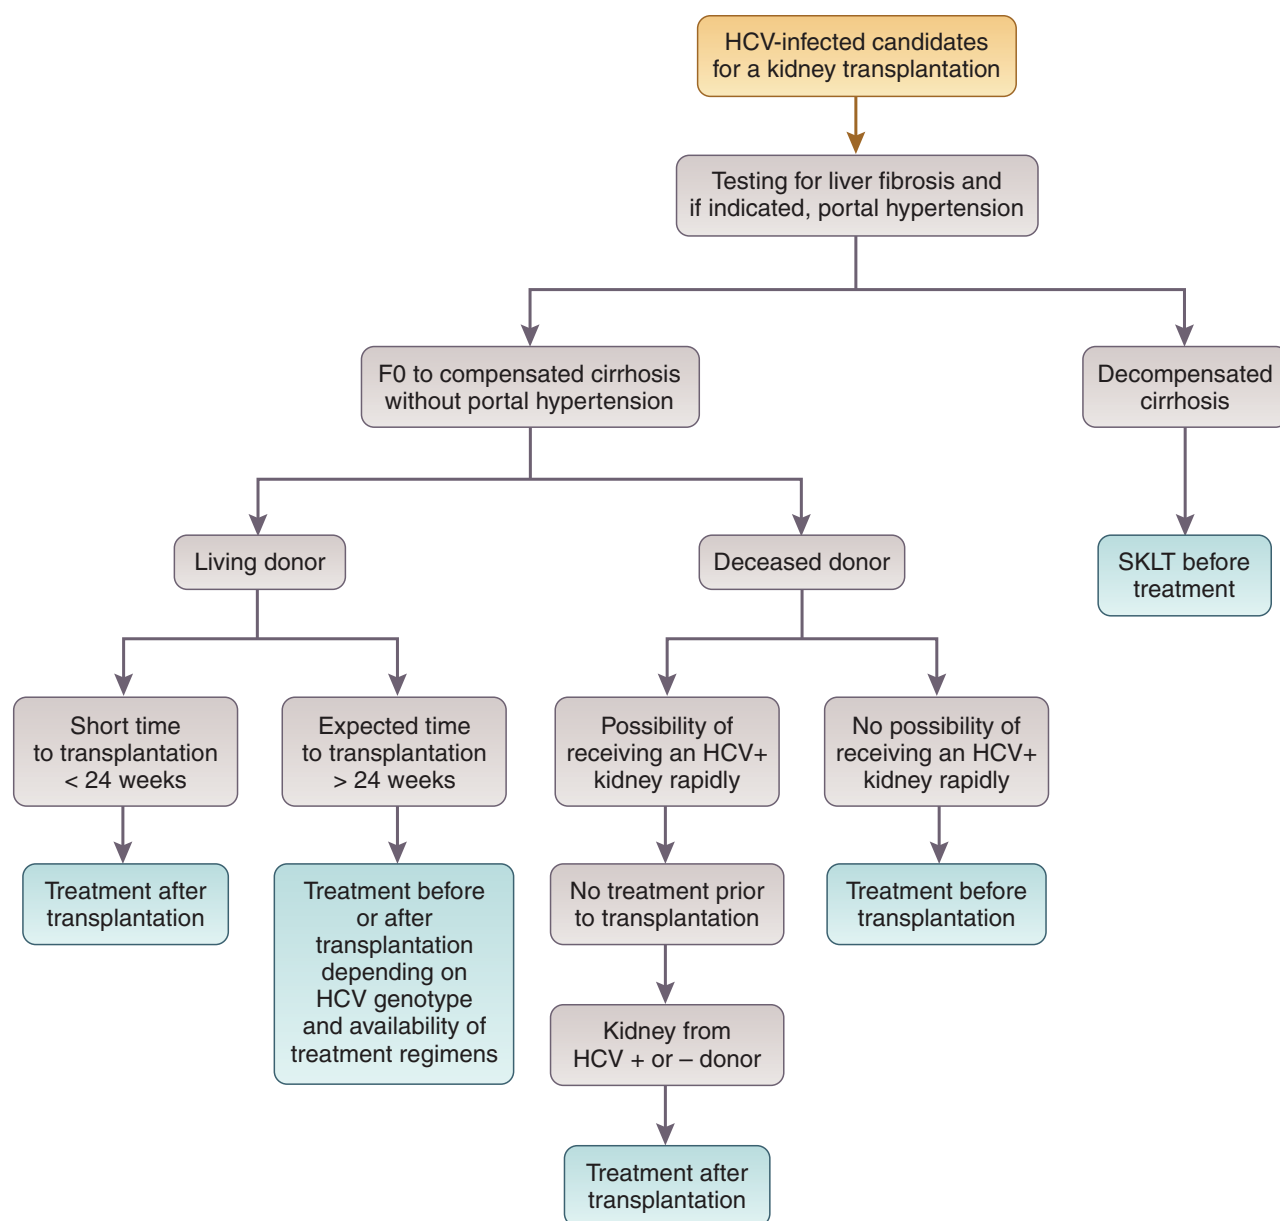 HCV-infected candidates
for a kidney transplantation
Testing for liver fibrosis and
if indicated, portal hypertension
F0 to compensated cirrhosis
without portal hypertension
Decompensated
cirrhosis
Living donor
Deceased donor
SKLT before
treatment
Short time
to transplantation
< 24 weeks
Expected time
to transplantation
> 24 weeks
Possibility of
receiving an HCV+
kidney rapidly
No possibility of
receiving an HCV+
kidney rapidly
Treatment after
transplantation
Treatment before
or after
transplantation
depending on
HCV genotype
and availability of
treatment regimens
No treatment prior
to transplantation
Treatment before
transplantation
Kidney from
HCV + or – donor
Treatment after
transplantation